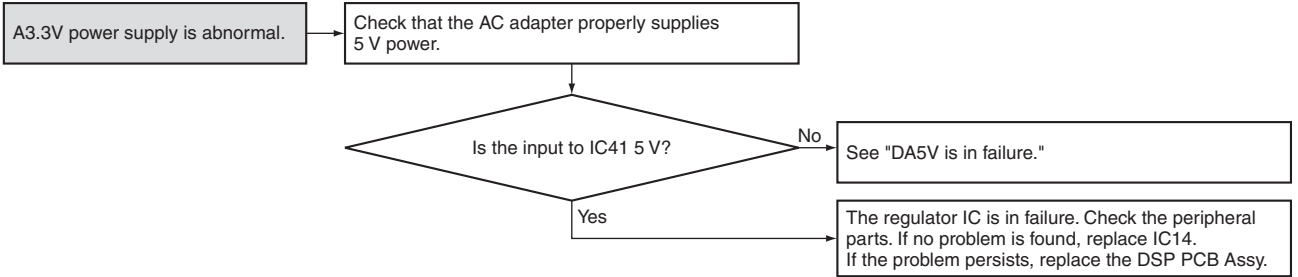 A3.3V power supply is abnormal.
Check that the AC adapter properly supplies
5 V power.
Is the input to IC41 5 V?
No
See "DA5V is in failure."
Yes
The regulator IC is in failure. Check the peripheral
parts. If no problem is found, replace IC14.
If the problem persists, replace the DSP PCB Assy.